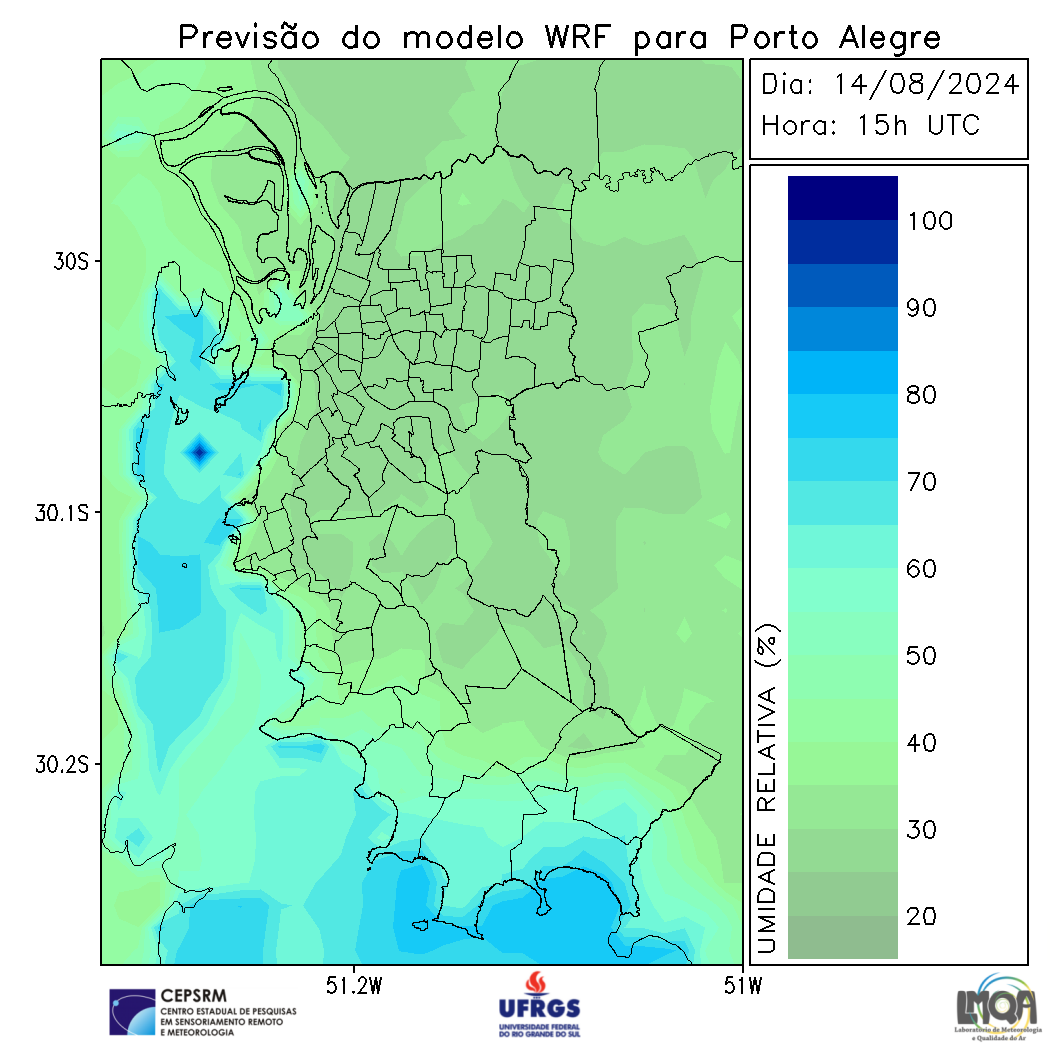 Previsão do modelo WRF para Porto Alegre
Dia: 14/08/2024
Hora: 15h UTC
100
90
80
70
60
50
40
30
20
UMIDADE RELATIVA (%)
30S
30.1S
30.2S
51.2W
51W
CEPSRM
CENTRO ESTADUAL DE PESQUISAS
EM SENSORIAMENTO REMOTO
E METEOROLOGIA
UFRGS
UNIVERSIDADE FEDERAL
DO RIO GRANDE DO SUL
LMQA
Laboratório de Meteorologia
e Qualidade do Ar